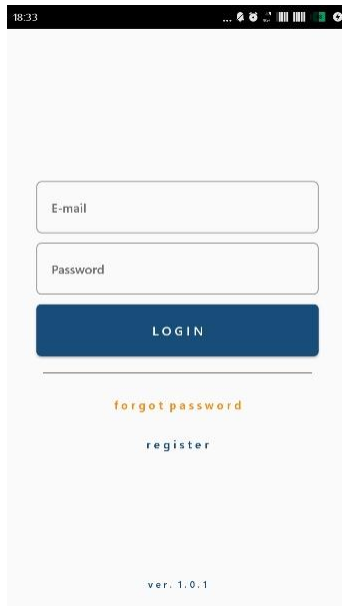 18:33 ...
E-mail
Password
LOGIN
forgot password
register
ver. 1.0.1